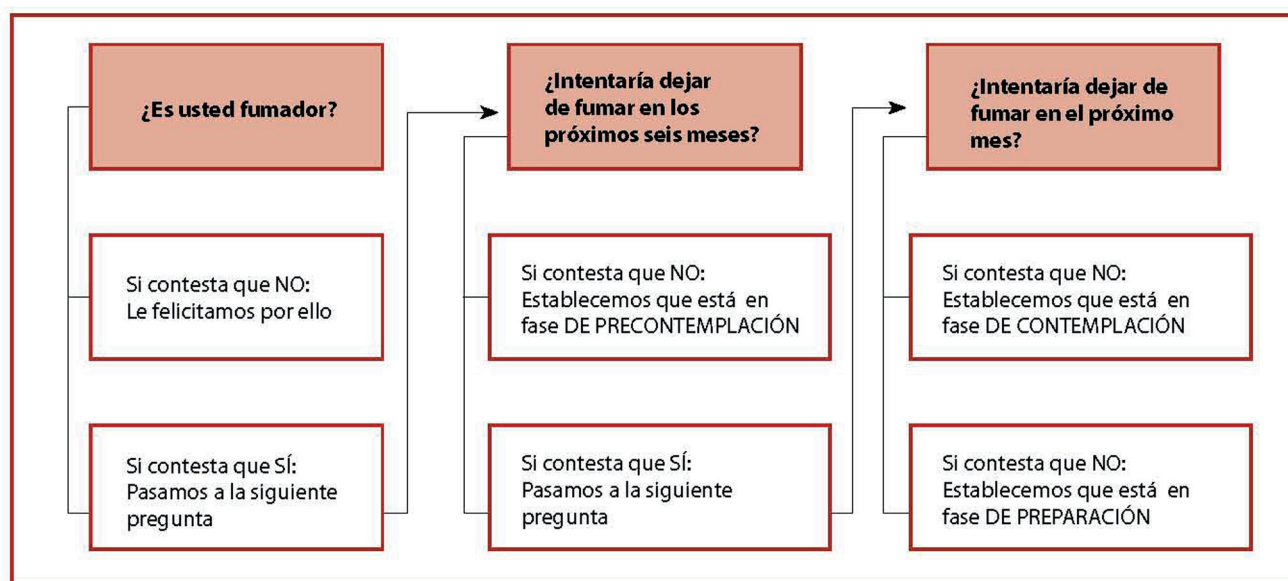 ¿Es usted fumador?
Si contesta que NO:
Le felicitamos por ello
Si contesta que SÍ:
Pasamos a la siguiente
pregunta
¿Intentaría dejar
de fumar en los
próximos seis meses?
Si contesta que NO:
Establecemos que está en
fase DE PRECONTEMPLACIÓN
Si contesta que SÍ:
Pasamos a la siguiente
pregunta
¿Intentaría dejar de
fumar en el próximo
mes?
Si contesta que NO:
Establecemos que está en
fase DE CONTEMPLACIÓN
Si contesta que NO:
Establecemos que está en
fase DE PREPARACIÓN